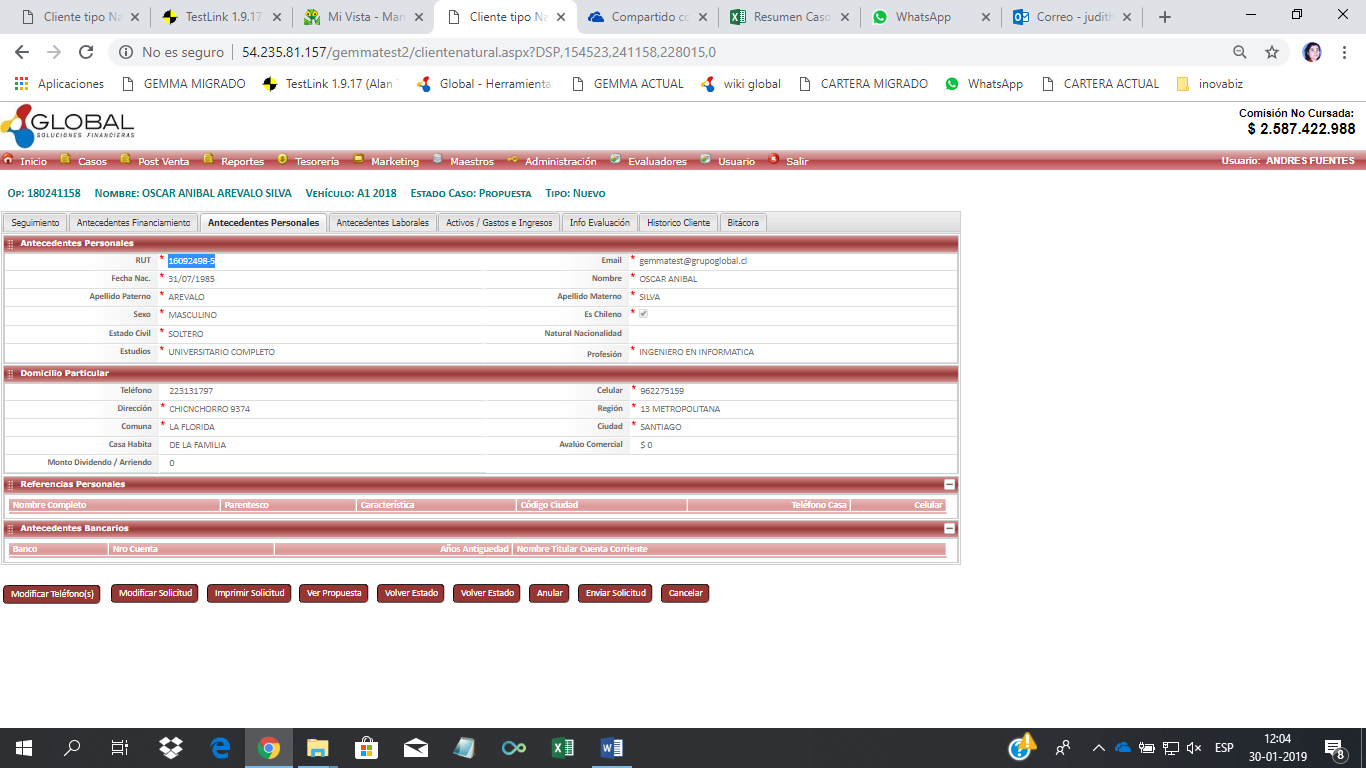 Cliente tipo Na
TestLink 1.9.17
Mi Vista - Man
Cliente tipo Na
Compartido co
Resumen Caso
WhatsApp
Correo - judith
No es seguro 54.235.81.157/gemmatest2/clientenatural.aspx?DSP,154523,241158,228015,0
Aplicaciones GEMMA MIGRADO TestLink 1.9.17 (Alan Global - Herramienta: GEMMA ACTUAL wiki global CARTERA MIGRADO WhatsApp CARTERA ACTUAL inovabiz
GLOBAL
SOLUCIONES FINANCIERAS
Comisión No Cursada:
$ 2.587.422.988
Inicio Casos Post Venta Reportes Tesorería Marketing Maestros Administración Evaluadores Usuario Salir Usuario: ANDRES FUENTES
OP: 180241158 NOMBRE: OSCAR ANIBAL AREVALO SILVA VEHÍCULO: A1 2018 ESTADO CASO: PROPUESTA TIPO: NUEVO
Seguimiento Antecedentes Financiamiento Antecedentes Personales Antecedentes Laborales Activos / Gastos e Ingresos Info Evaluación Historico Cliente Bitácora
Antecedentes Personales
RUT * 16092498-5 Email * gemmatest@grupoglobal.cl
Fecha Nac. * 31/07/1985 Nombre * OSCAR ANIBAL
Apellido Paterno * AREVALO Apellido Materno * SILVA
Sexo * MASCULINO Es Chileno *
Estado Civil * SOLTERO Natural Nacionalidad
Estudios * UNIVERSITARIO COMPLETO Profesión * INGENIERO EN INFORMATICA
Domicilio Particular
Teléfono 223131797 Celular * 962275159
Dirección * CHICNCHORRO 9374 Región * 13 METROPOLITANA
Comuna * LA FLORIDA Ciudad * SANTIAGO
Casa Habita DE LA FAMILIA Avalúo Comercial $ 0
Monto Dividendo / Arriendo 0
Referencias Personales
Nombre Completo Parentesco Característica Código Ciudad Teléfono Casa Celular
Antecedentes Bancarios
Banco Nro Cuenta Años Antiguedad Nombre Titular Cuenta Corriente
Modificar Teléfono(s) Modificar Solicitud Imprimir Solicitud Ver Propuesta Volver Estado Volver Estado Anular Enviar Solicitud Cancelar
ESP
12:04
30-01-2019
8